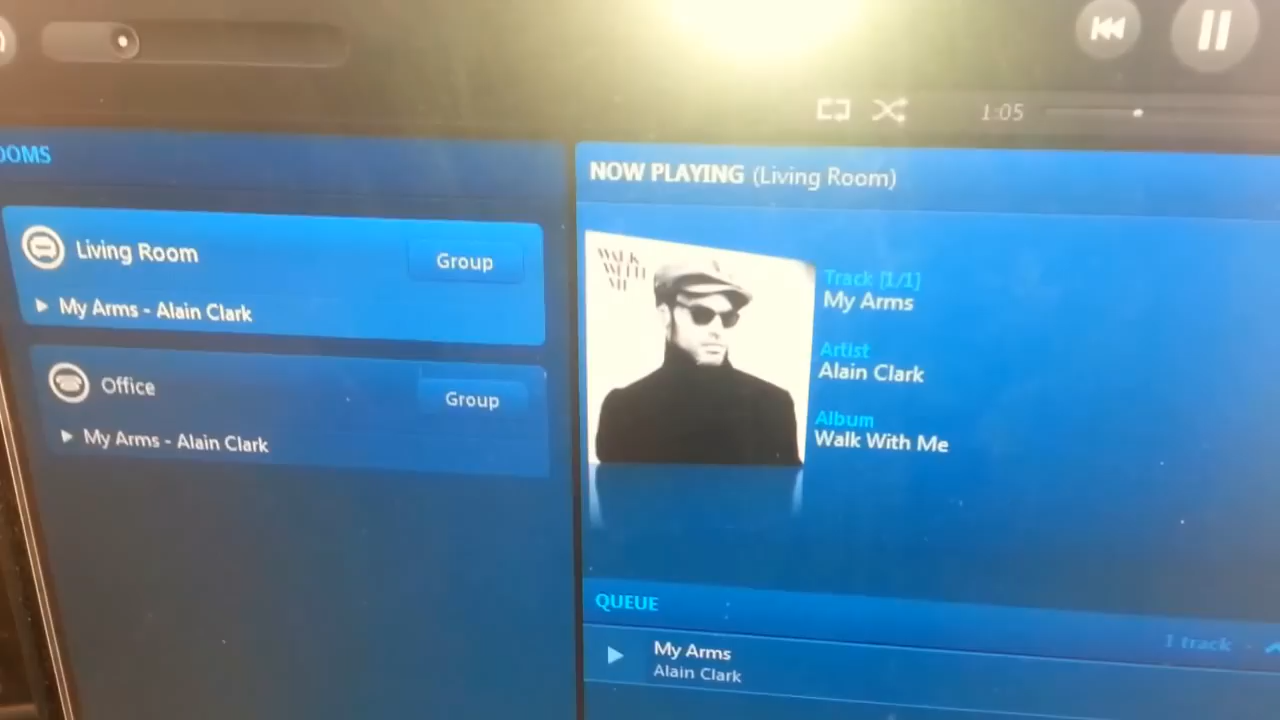 1:05
OOMS
Living Room
Group
My Arms - Alain Clark
Office
Group
My Arms - Alain Clark
NOW PLAYING (Living Room)
WALK
WITH
ME
Track [1/1]
My Arms
Artist
Alain Clark
Album
Walk With Me
QUEUE
1 track -
My Arms
Alain Clark